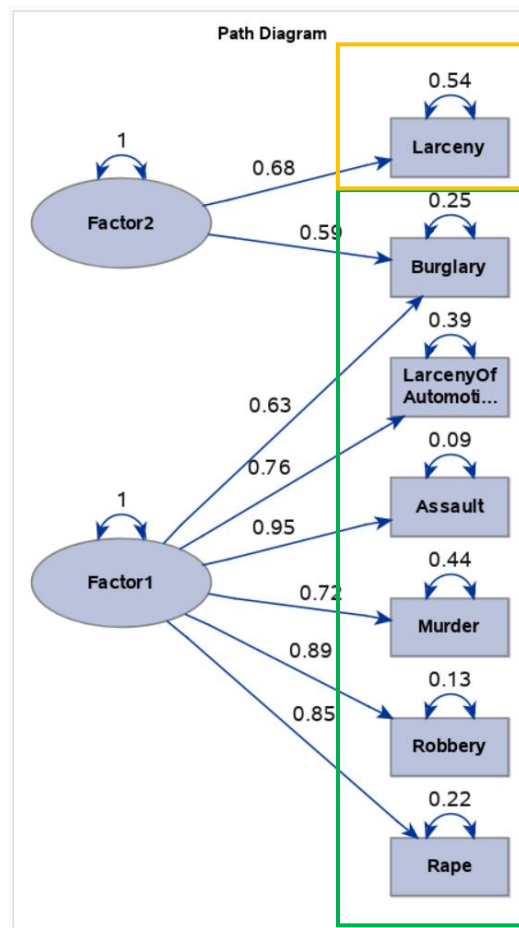 Path Diagram
0.54
1
Larceny
0.68
0.25
Factor2
0.59
Burglary
0.39
LarcenyOf
Automoti...
0.63
0.76
0.09
1
Assault
0.95
0.44
Factor1
0.72
Murder
0.89
0.13
0.85
Robbery
0.22
Rape